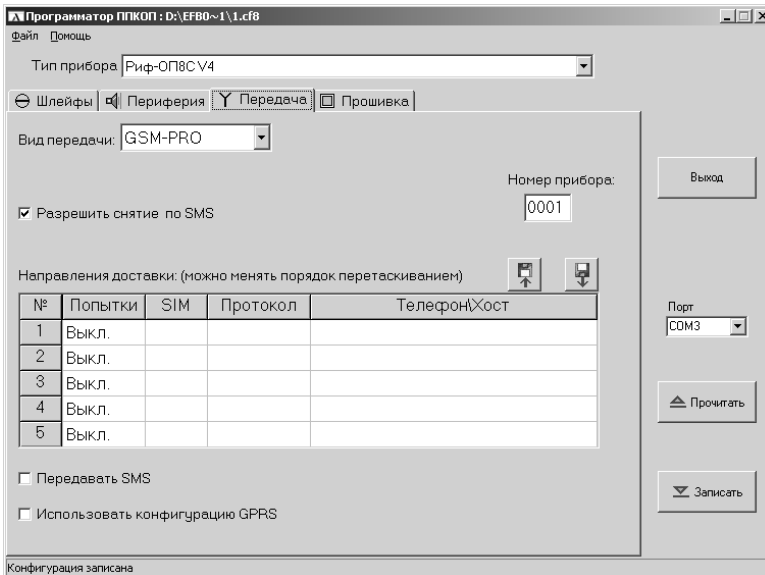 Программатор ППКОП : D:\EFB0~1\1.cf8
Файл Помощь
Тип прибора Риф-ОП8С V4
Шлейфы Периферия Передача Прошивка
Вид передачи: GSM-PRO
Номер прибора:
Выход
Разрешить снятие по SMS 0001
Направления доставки: (можно менять порядок перетаскиванием)
№ Попытки SIM Протокол Телефон\Хост
Порт
1 Выкл.
COM3
2 Выкл.
3 Выкл.
4 Выкл.
Прочитать
5 Выкл.
Передавать SMS
Записать
Использовать конфигурацию GPRS
Конфигурация записана